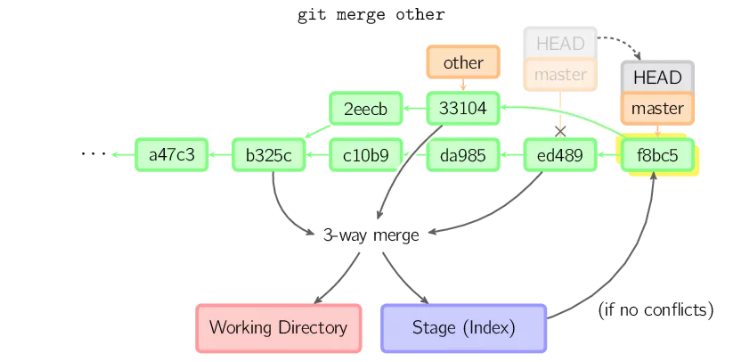 git merge other
HEAD
other
master
HEAD
2eecb
33104
master
...
a47c3
b325c
c10b9
da985
ed489
f8bc5
3-way merge
(if no conflicts)
Working Directory
Stage (Index)